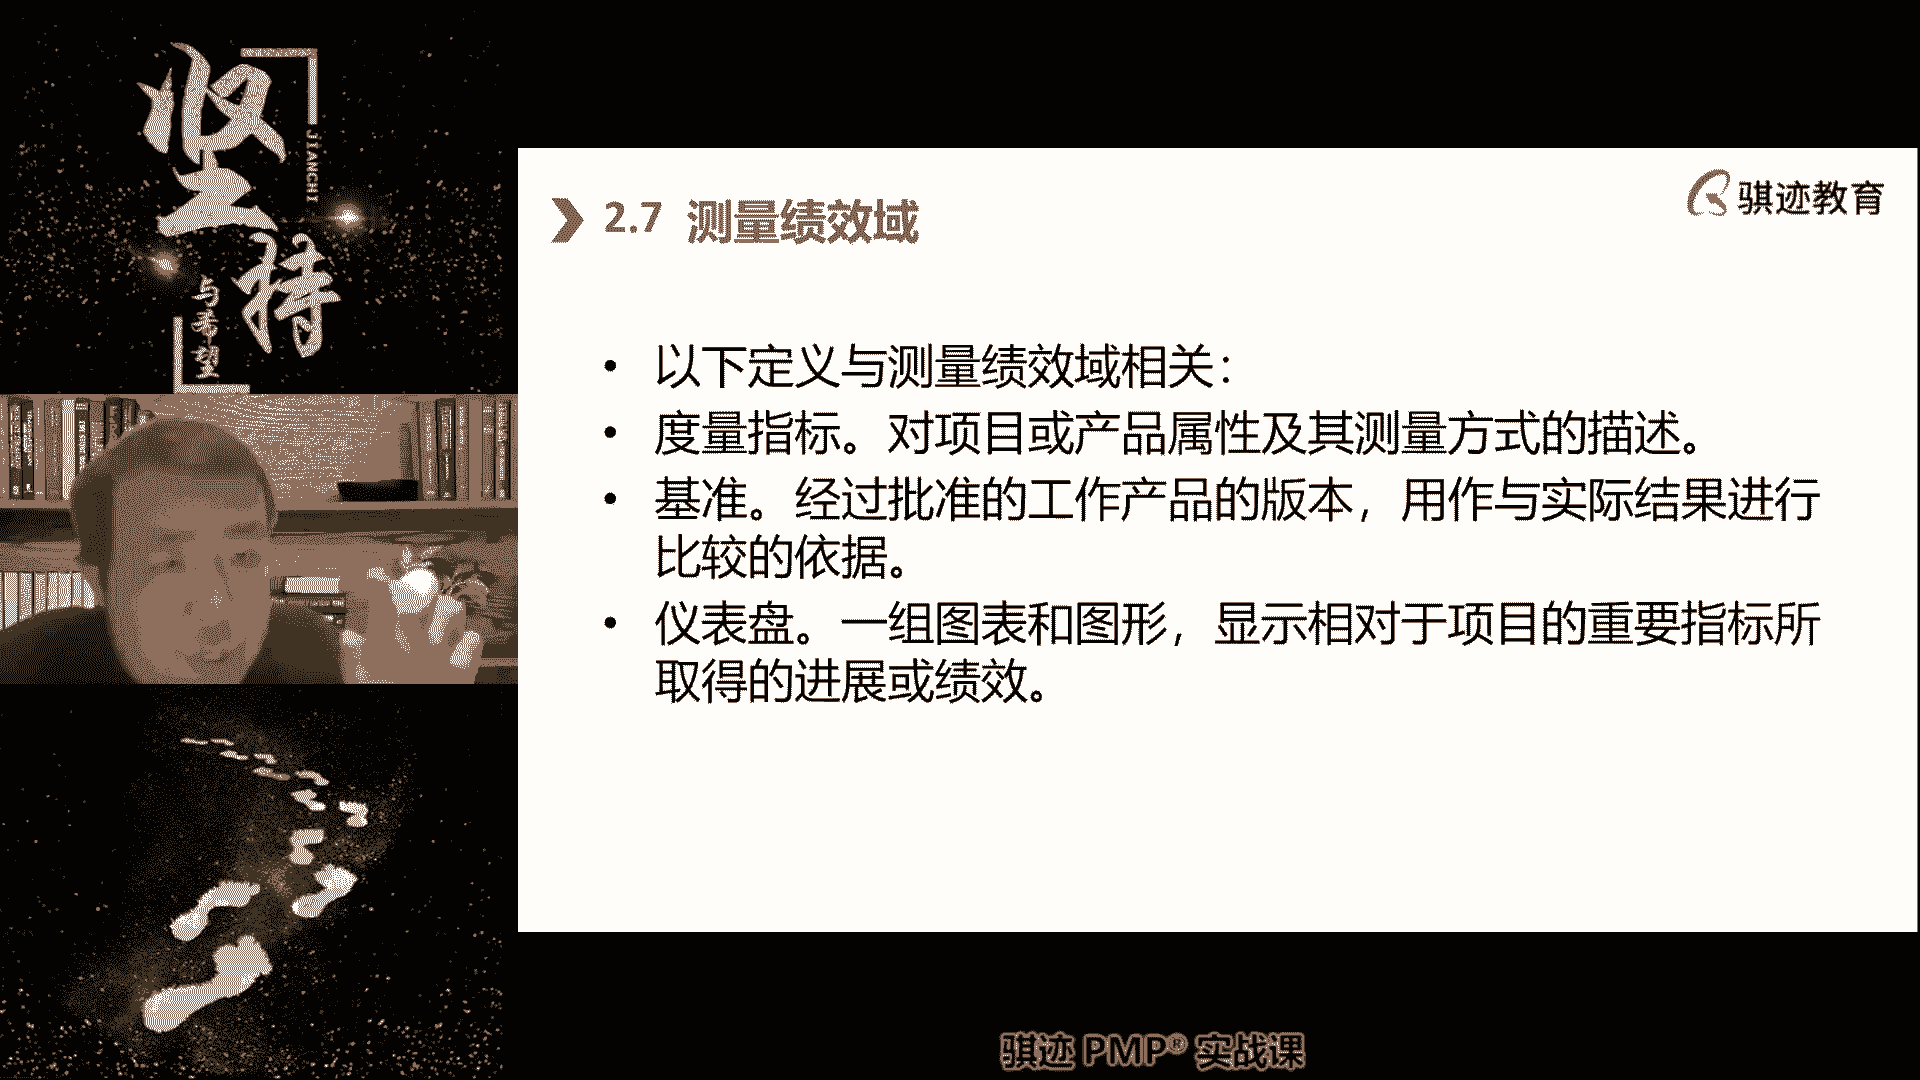 坚持
JIANCHI
与希望
骐迹教育
2.7 测量绩效域
• 以下定义与测量绩效域相关：
• 度量指标。对项目或产品属性及其测量方式的描述。
• 基准。经过批准的工作产品的版本，用作与实际结果进行
比较的依据。
• 仪表盘。一组图表和图形，显示相对于项目的重要指标所
取得的进展或绩效。
骐迹 PMP® 实战课